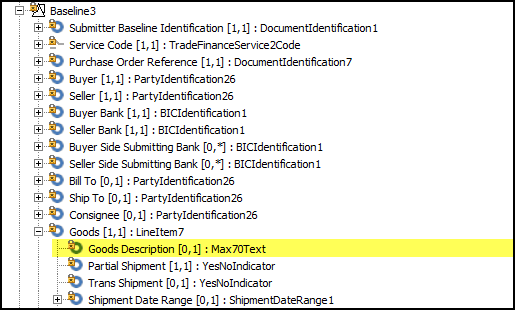 Baseline3
Submitter Baseline Identification [1,1] : DocumentIdentification1
Service Code [1,1] : TradeFinanceService2Code
Purchase Order Reference [1,1] : DocumentIdentification7
Buyer [1,1] : PartyIdentification26
Seller [1,1] : PartyIdentification26
Buyer Bank [1,1] : BICIdentification1
Seller Bank [1,1] : BICIdentification1
Buyer Side Submitting Bank [0,*] : BICIdentification1
Seller Side Submitting Bank [0,*] : BICIdentification1
Bill To [0,1] : PartyIdentification26
Ship To [0,1] : PartyIdentification26
Consignee [0,1] : PartyIdentification26
Goods [1,1] : LineItem7
Goods Description [0,1] : Max70Text
Partial Shipment [1,1] : YesNoIndicator
Trans Shipment [0,1] : YesNoIndicator
Shipment Date Range [0,1] : ShipmentDateRange1